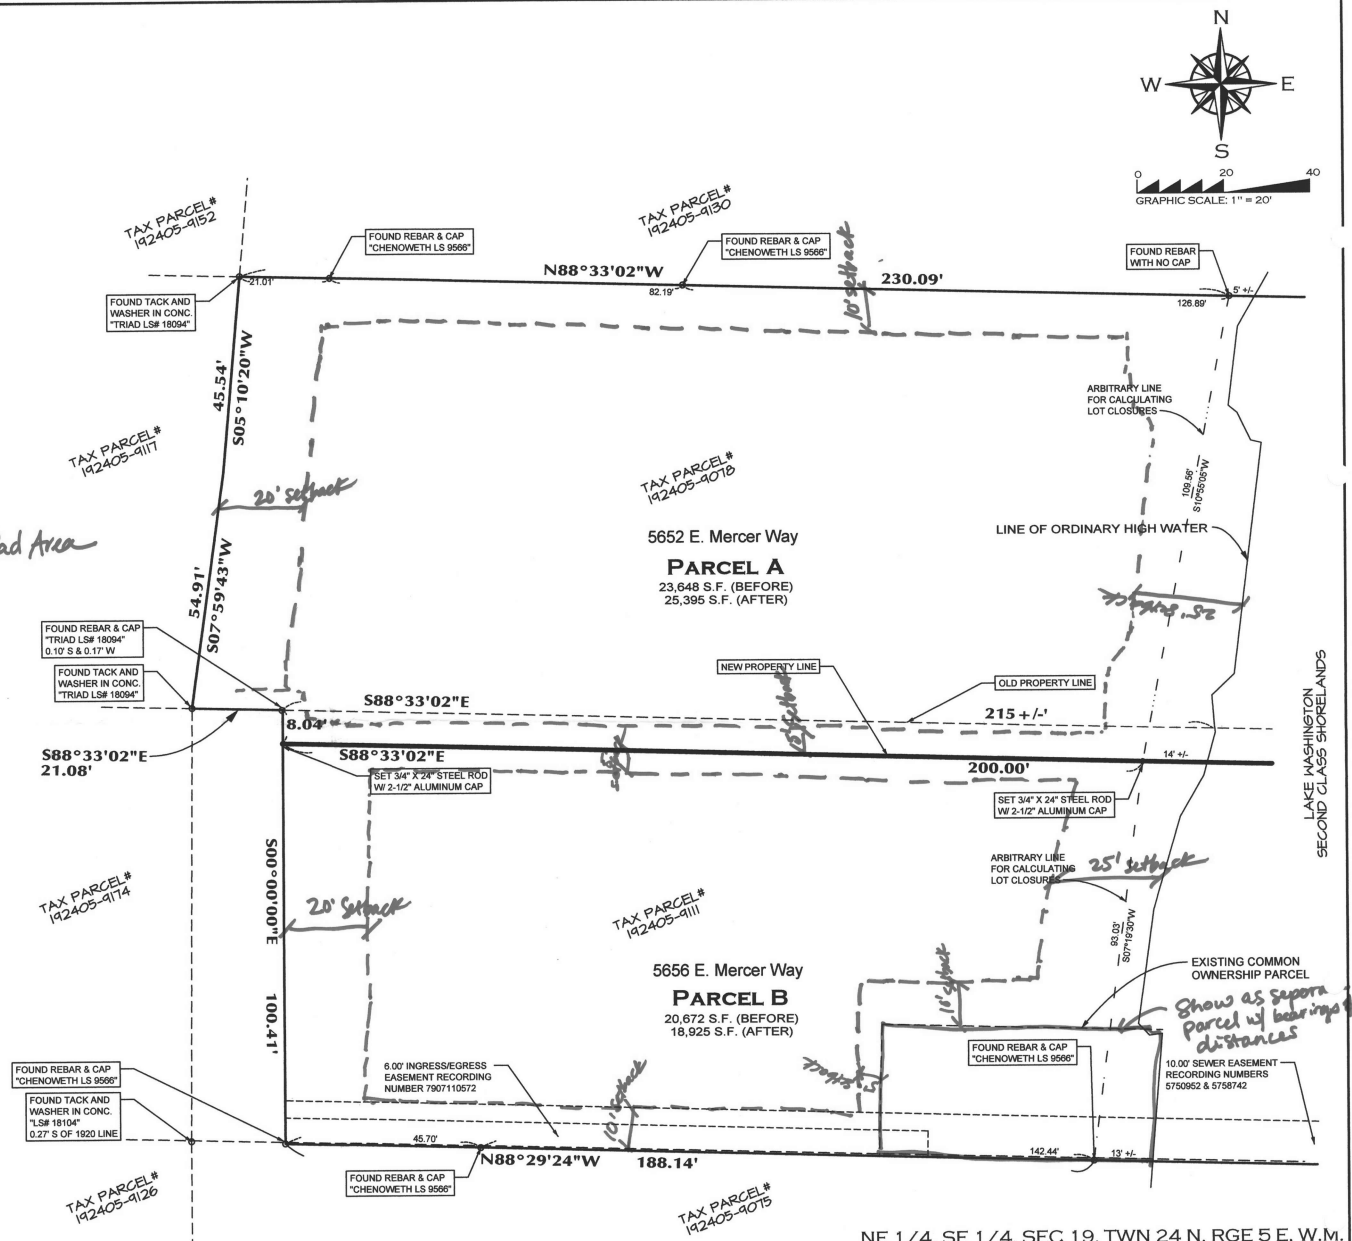 N
W
E
S
0
20
40
GRAPHIC SCALE: 1" = 20'
TAX PARCEL#
192405-9152
TAX PARCEL#
192405-9130
FOUND REBAR & CAP
"CHENOWETH LS 9566"
FOUND REBAR & CAP
"CHENOWETH LS 9566"
FOUND REBAR
WITH NO CAP
N88°33'02"W
230.09'
21.01'
82.19'
126.89'
5' +/-
10' setback
FOUND TACK AND
WASHER IN CONC.
"TRIAD LS# 18094"
45.54'
S05°10'20"W
ARBITRARY LINE
FOR CALCULATING
LOT CLOSURES
TAX PARCEL#
192405-9117
TAX PARCEL#
192405-9078
109.56'
S10°55'05"W
20' setback
LINE OF ORDINARY HIGH WATER
5652 E. Mercer Way
PARCEL A
23,648 S.F. (BEFORE)
25,395 S.F. (AFTER)
Area
54.91'
S07°59'43"W
25' setback
FOUND REBAR & CAP
"TRIAD LS# 18094"
0.10' S & 0.17' W
FOUND TACK AND
WASHER IN CONC.
"TRIAD LS# 18094"
NEW PROPERTY LINE
OLD PROPERTY LINE
S88°33'02"E
215 +/-'
8.04'
LAKE WASHINGTON
SECOND CLASS SHORELANDS
S88°33'02"E
21.08'
S88°33'02"E
200.00'
14' +/-
setback
SET 3/4" X 24" STEEL ROD
W/ 2-1/2" ALUMINUM CAP
SET 3/4" X 24" STEEL ROD
W/ 2-1/2" ALUMINUM CAP
S00°00'00"E
100.41'
ARBITRARY LINE
FOR CALCULATING
LOT CLOSURES
25' setback
TAX PARCEL#
192405-9174
20' Setback
TAX PARCEL#
192405-9111
93.03'
S07°19'30"W
5656 E. Mercer Way
PARCEL B
20,672 S.F. (BEFORE)
18,925 S.F. (AFTER)
10' setback
EXISTING COMMON
OWNERSHIP PARCEL
Show as separa
parcel w/ bearings
distances
FOUND REBAR & CAP
"CHENOWETH LS 9566"
10.00' SEWER EASEMENT
RECORDING NUMBERS
5750952 & 5758742
FOUND REBAR & CAP
"CHENOWETH LS 9566"
FOUND TACK AND
WASHER IN CONC.
"LS# 18104"
0.27' S OF 1920 LINE
6.00' INGRESS/EGRESS
EASEMENT RECORDING
NUMBER 7907110572
5' setback
10' setback
45.70'
142.44'
13' +/-
N88°29'24"W
188.14'
FOUND REBAR & CAP
"CHENOWETH LS 9566"
TAX PARCEL#
192405-9126
TAX PARCEL#
192405-9075
NE 1/4, SE 1/4, SEC 19, TWN 24 N, RGE 5 E, W.M.